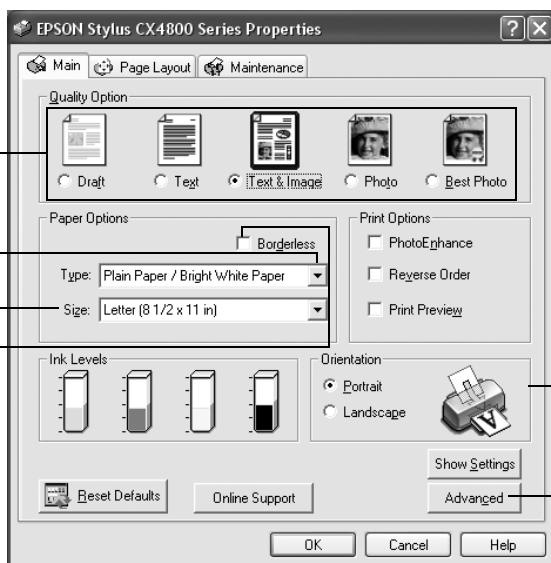 EPSON Stylus CX4800 Series Properties
Main Page Layout Maintenance
Quality Option
Draft Text Text & Image Photo Best Photo
Paper Options
Borderless
Type: Plain Paper / Bright White Paper
Size: Letter (8 1/2 x 11 in)
Print Options
PhotoEnhance
Reverse Order
Print Preview
Ink Levels
Orientation
Portrait
Landscape
A
Show Settings
Reset Defaults Online Support Advanced
OK Cancel Help